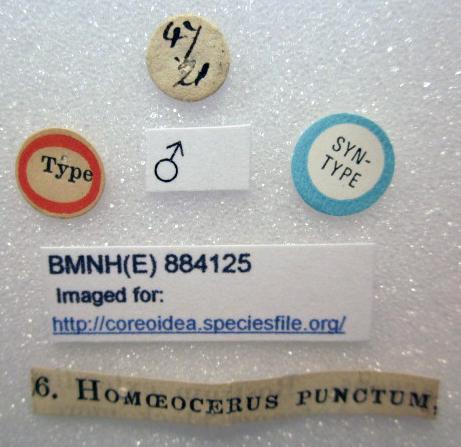 47
21
Type
♂
SYN-
TYPE
BMNH(E) 884125
Imaged for:
http://coreoidea.speciesfile.org/
6. HOMŒOCERUS PUNCTUM,